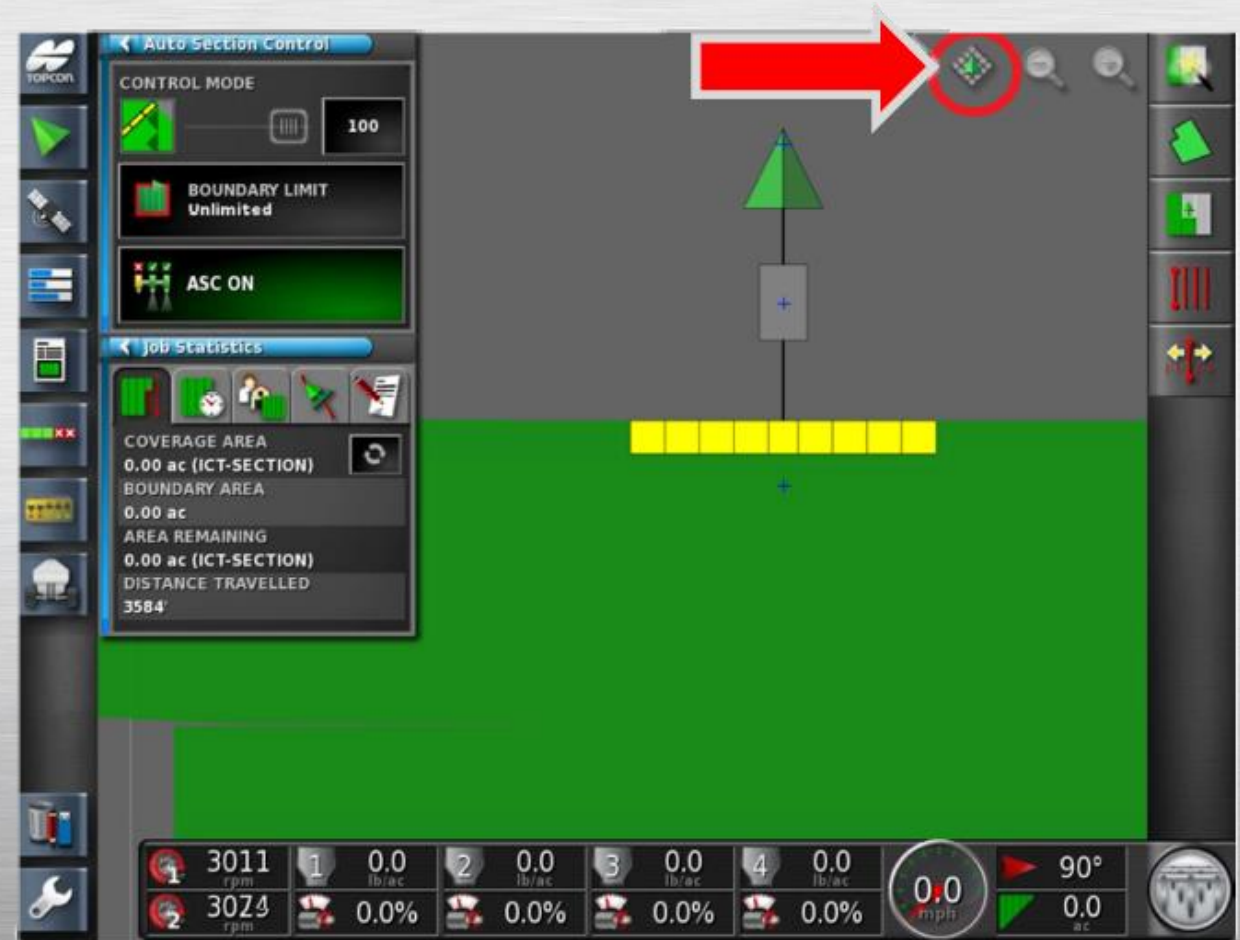 TOPCON
Auto Section Control
CONTROL MODE
100
BOUNDARY LIMIT
Unlimited
ASC ON
Job Statistics
COVERAGE AREA
0.00 ac (ICT-SECTION)
BOUNDARY AREA
0.00 ac
AREA REMAINING
0.00 ac (ICT-SECTION)
DISTANCE TRAVELLED
3584'
1 3011 rpm
1 0.0 lb/ac
2 0.0 lb/ac
3 0.0 lb/ac
4 0.0 lb/ac
0.0 mph
90°
2 3024 rpm
0.0%
0.0%
0.0%
0.0%
0.0 ac